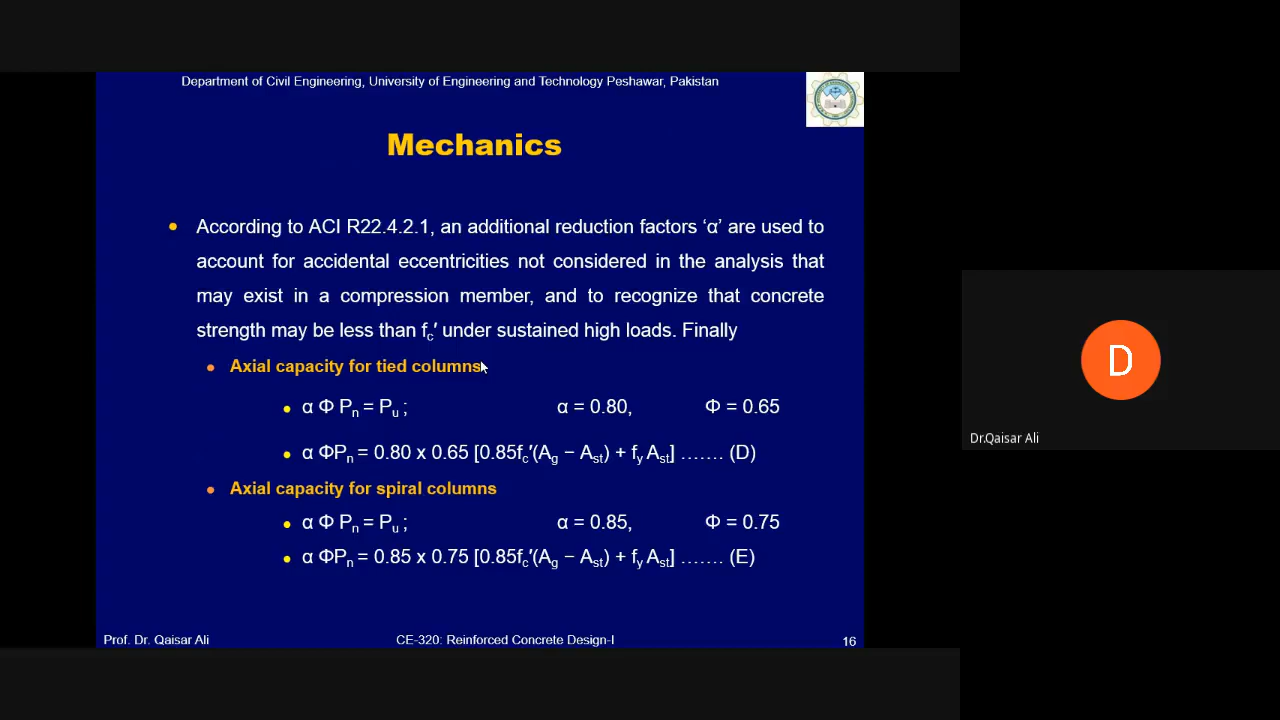 Department of Civil Engineering, University of Engineering and Technology Peshawar, Pakistan
Mechanics
• According to ACI R22.4.2.1, an additional reduction factors ‘α’ are used to
account for accidental eccentricities not considered in the analysis that
may exist in a compression member, and to recognize that concrete
strength may be less than fc′ under sustained high loads. Finally
• Axial capacity for tied columns
• α Φ Pn = Pu ; α = 0.80, Φ = 0.65
• α ΦPn = 0.80 x 0.65 [0.85fc′(Ag − Ast) + fy Ast] ……. (D)
• Axial capacity for spiral columns
• α Φ Pn = Pu ; α = 0.85, Φ = 0.75
• α ΦPn = 0.85 x 0.75 [0.85fc′(Ag − Ast) + fy Ast] ……. (E)
Prof. Dr. Qaisar Ali CE-320: Reinforced Concrete Design-I 16
D
Dr.Qaisar Ali